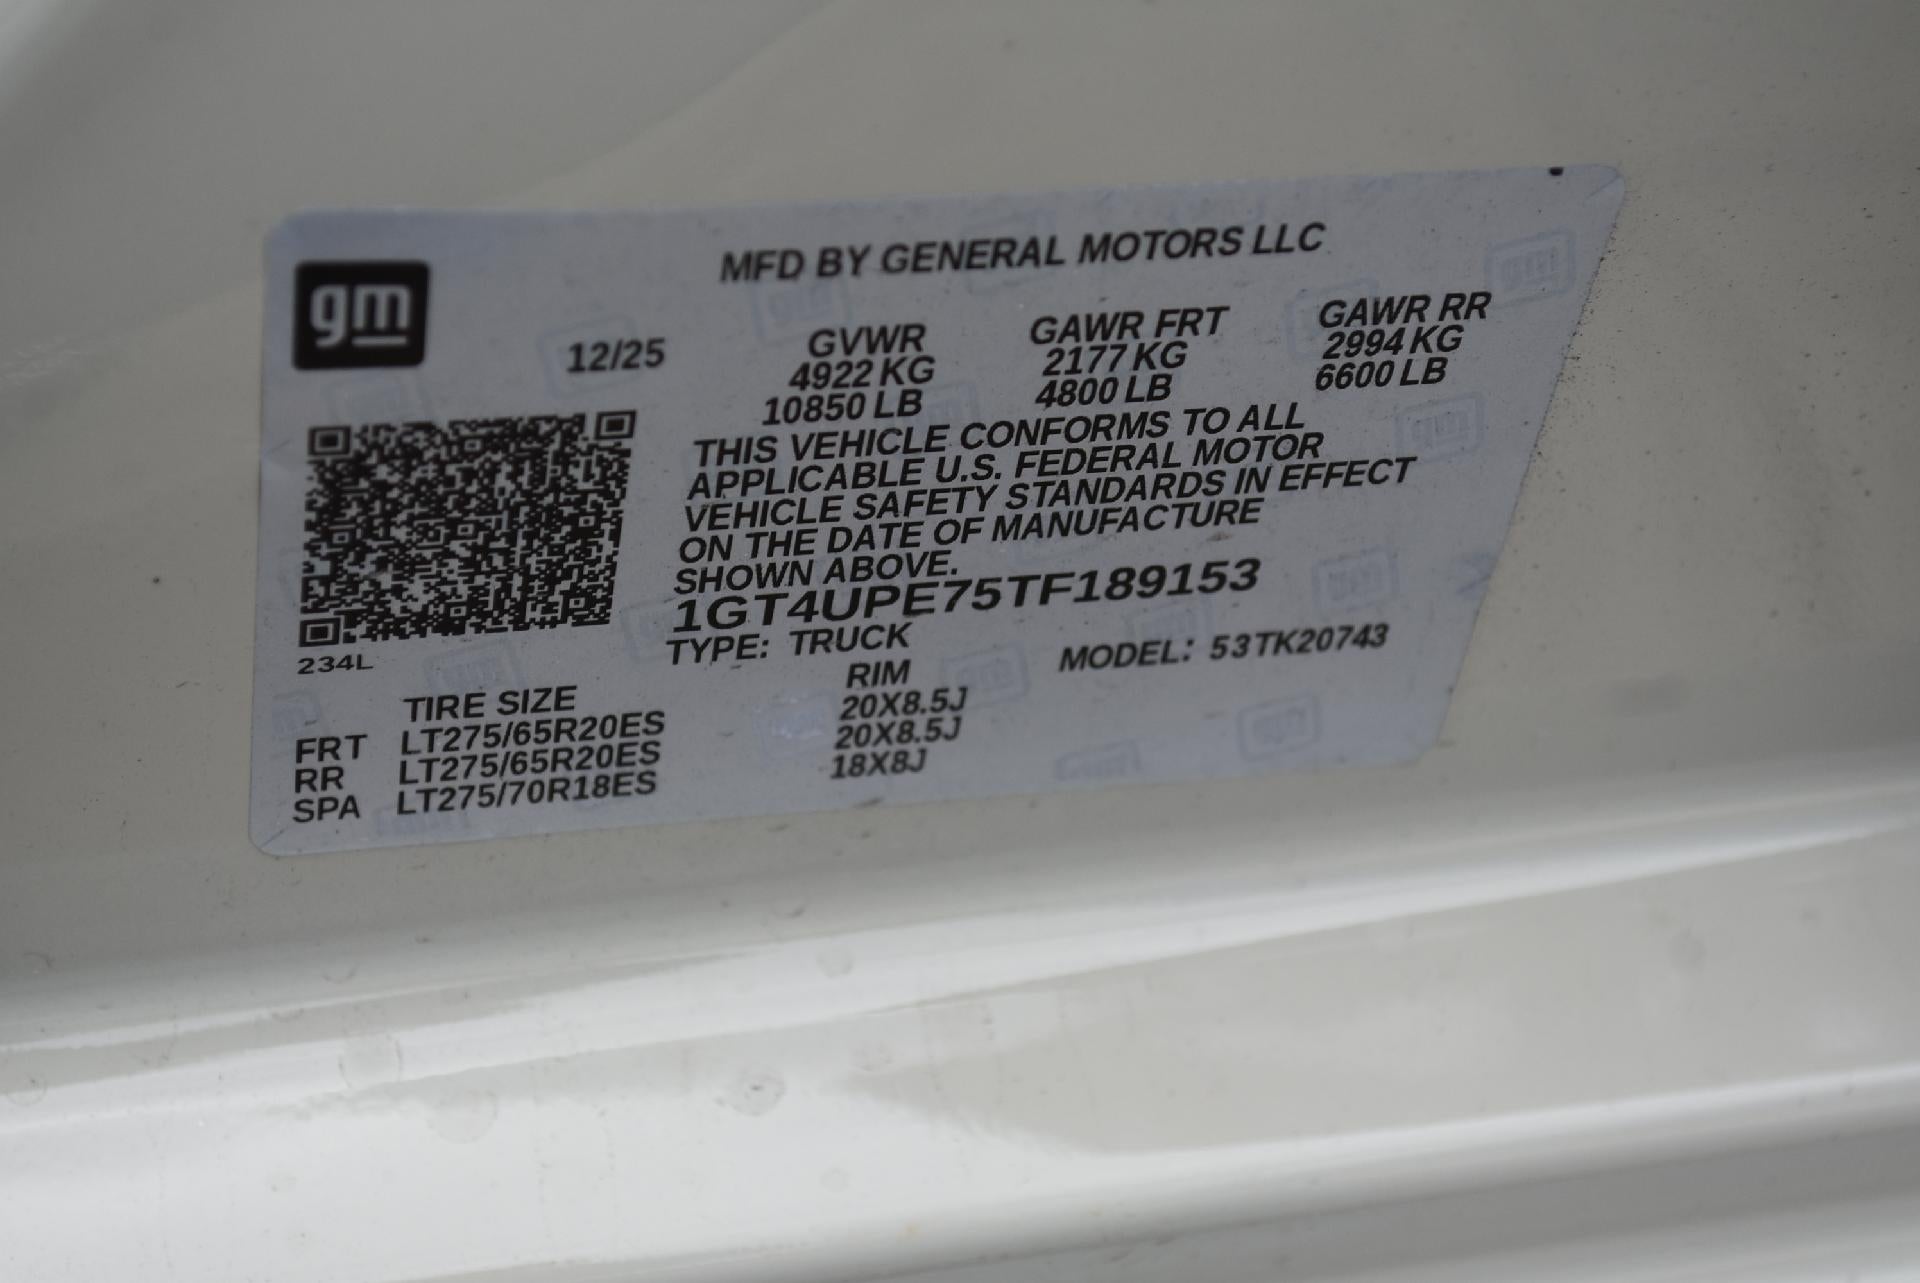 gm
MFD BY GENERAL MOTORS LLC
12/25 GVWR GAWR FRT GAWR RR
4922 KG 2177 KG 2994 KG
10850 LB 4800 LB 6600 LB
THIS VEHICLE CONFORMS TO ALL
APPLICABLE U.S. FEDERAL MOTOR
VEHICLE SAFETY STANDARDS IN EFFECT
ON THE DATE OF MANUFACTURE
SHOWN ABOVE.
1GT4UPE75TF189153
TYPE: TRUCK MODEL: 53TK20743
234L
TIRE SIZE RIM
FRT LT275/65R20ES 20X8.5J
RR LT275/65R20ES 20X8.5J
SPA LT275/70R18ES 18X8J